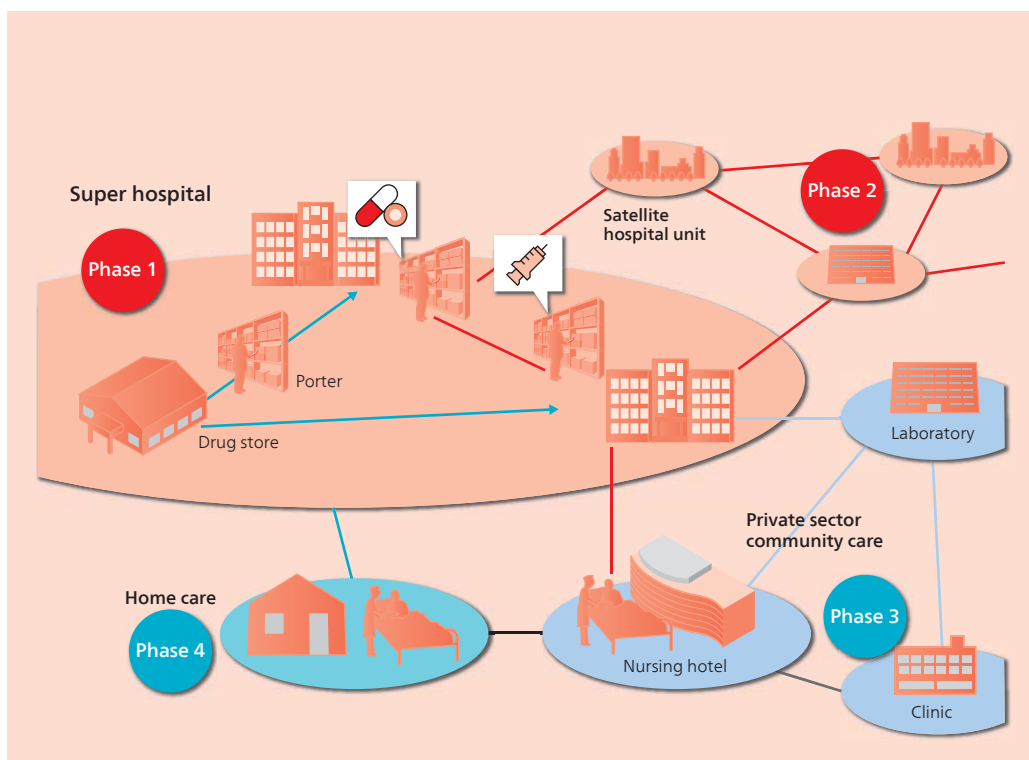 Super hospital
Phase 1
Porter
Drug store
Satellite
hospital unit
Phase 2
Laboratory
Private sector
community care
Phase 3
Nursing hotel
Clinic
Home care
Phase 4